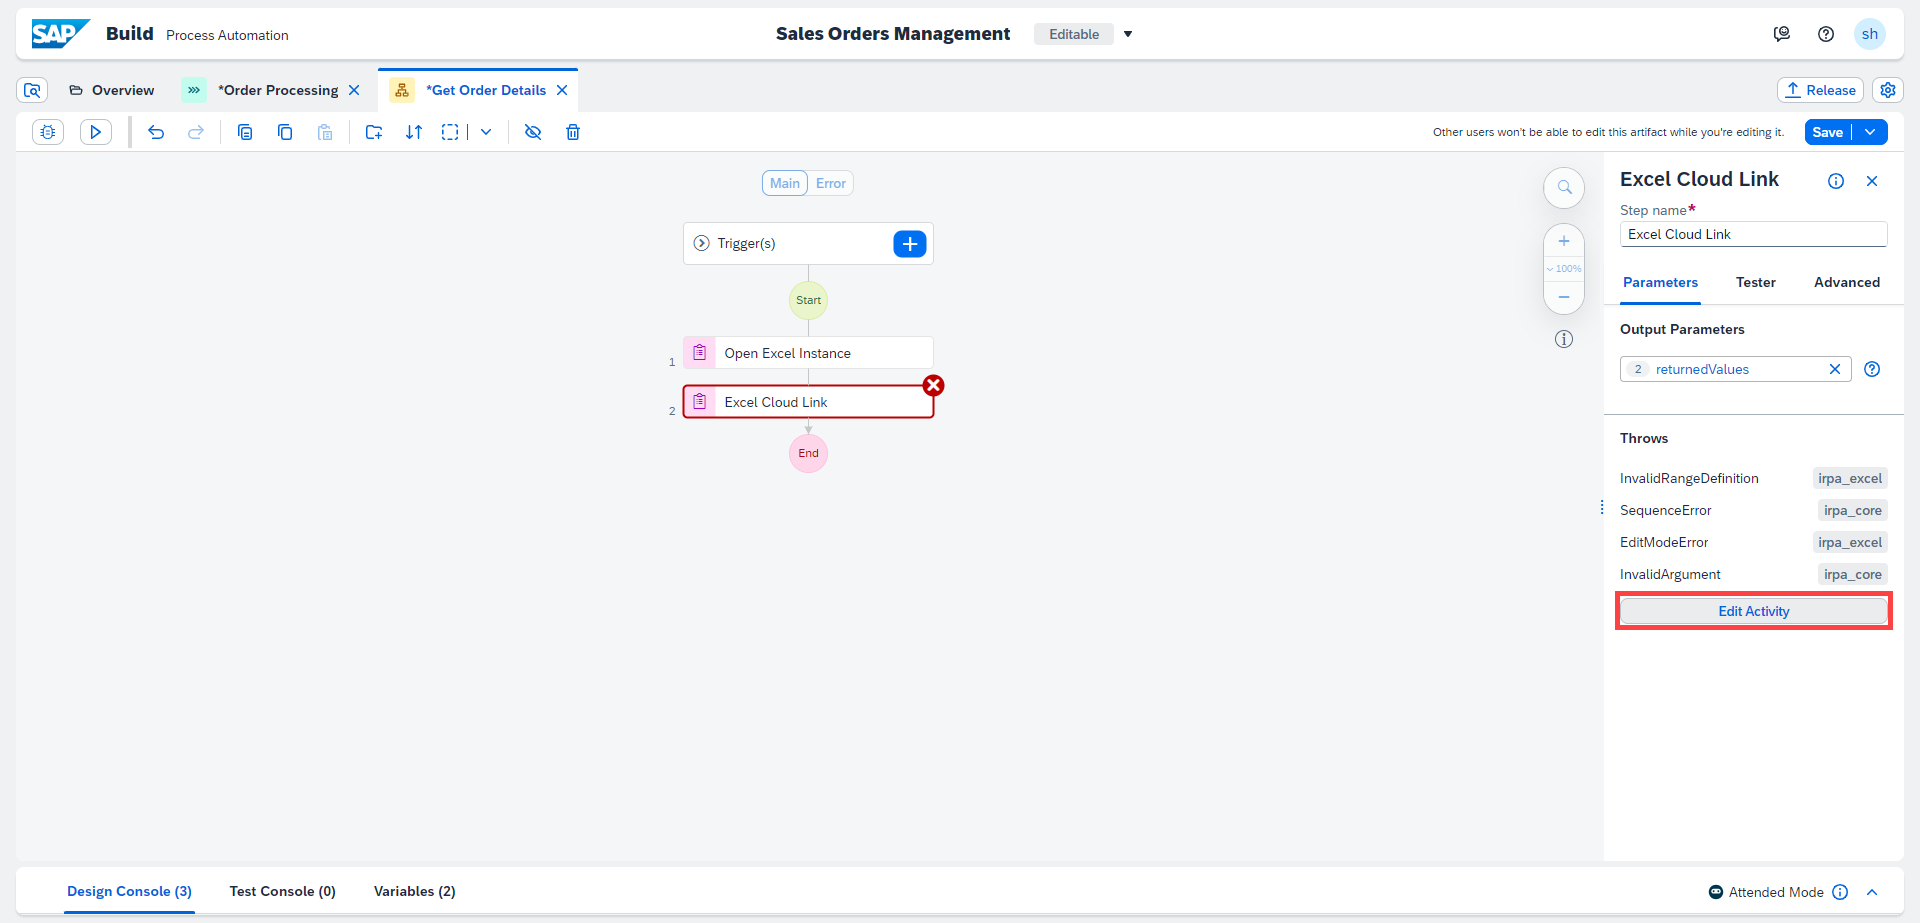 SAP Build Process Automation
Sales Orders Management Editable
sh
Overview *Order Processing *Get Order Details
Release
Other users won't be able to edit this artifact while you're editing it. Save
Main Error
Trigger(s)
Start
1 Open Excel Instance
2 Excel Cloud Link
End
100%
Excel Cloud Link
Step name*
Excel Cloud Link
Parameters Tester Advanced
Output Parameters
2 returnedValues
Throws
InvalidRangeDefinition irpa_excel
SequenceError irpa_core
EditModeError irpa_excel
InvalidArgument irpa_core
Edit Activity
Design Console (3) Test Console (0) Variables (2)
Attended Mode